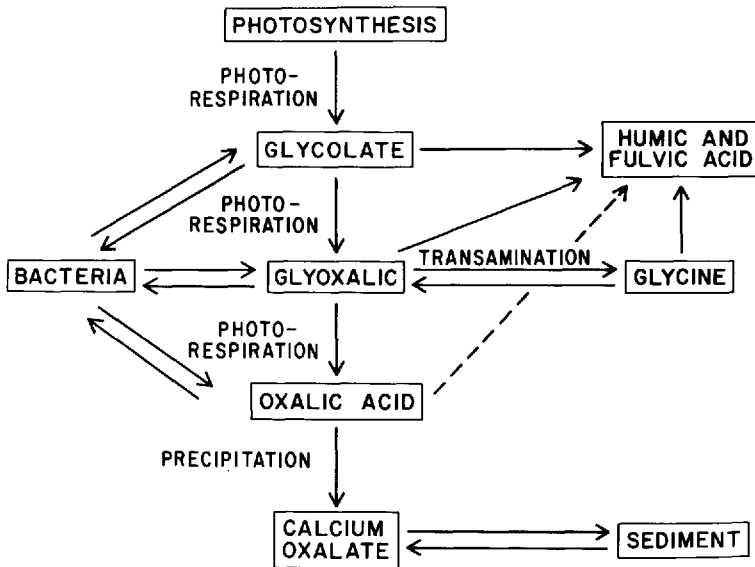 PHOTOSYNTHESIS
PHOTO-
RESPIRATION
GLYCOLATE
HUMIC AND
FULVIC ACID
PHOTO-
RESPIRATION
BACTERIA
GLYOXALIC
TRANSAMINATION
GLYCINE
PHOTO-
RESPIRATION
OXALIC ACID
PRECIPITATION
CALCIUM
OXALATE
SEDIMENT